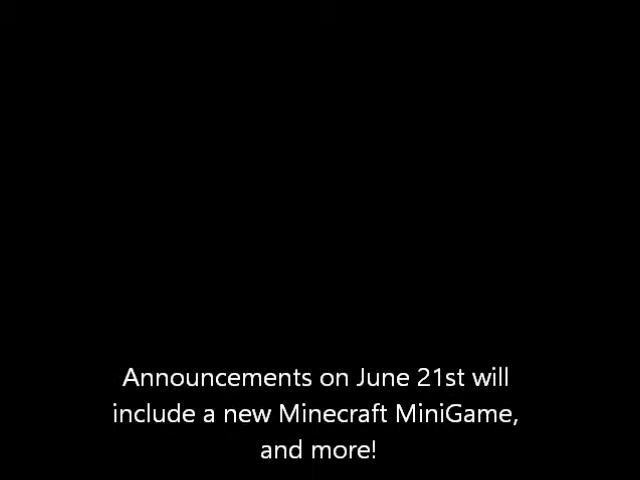 Announcements on June 21st will
include a new Minecraft MiniGame,
and more!